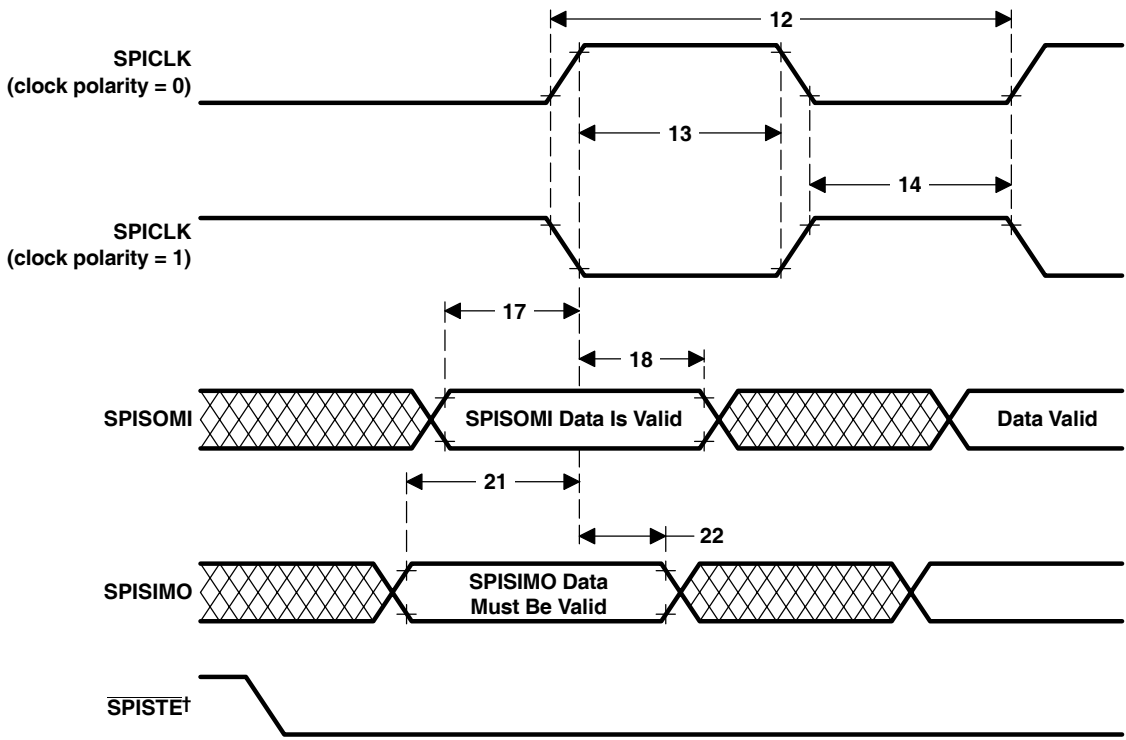 12
SPICLK
(clock polarity = 0)
13
14
SPICLK
(clock polarity = 1)
17
18
SPISOMI
SPISOMI Data Is Valid
Data Valid
21
22
SPISIMO
SPISIMO Data
Must Be Valid
SPISTE†